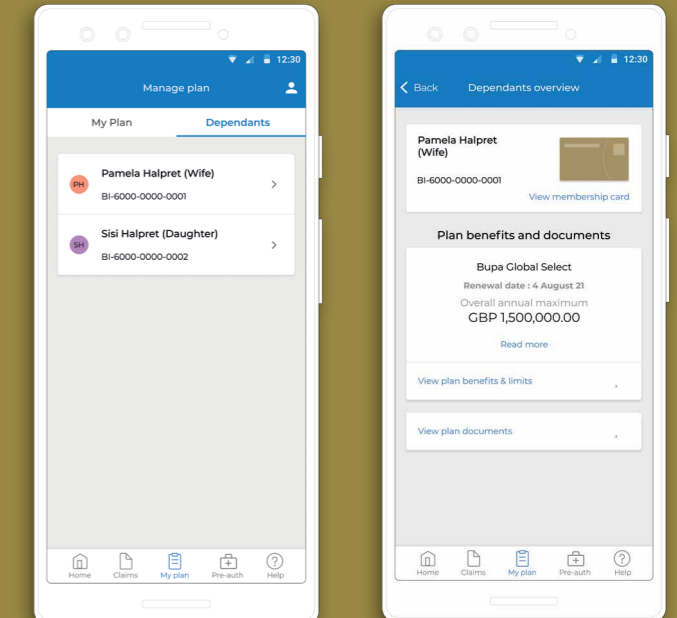 12:30
Manage plan
My Plan
Dependants
PH
Pamela Halpret (Wife)
BI-6000-0000-0001
SH
Sisi Halpret (Daughter)
BI-6000-0000-0002
Home
Claims
My plan
Pre-auth
Help
12:30
Back
Dependants overview
Pamela Halpret
(Wife)
BI-6000-0000-0001
View membership card
Plan benefits and documents
Bupa Global Select
Renewal date : 4 August 21
Overall annual maximum
GBP 1,500,000.00
Read more
View plan benefits & limits
View plan documents
Home
Claims
My plan
Pre-auth
Help